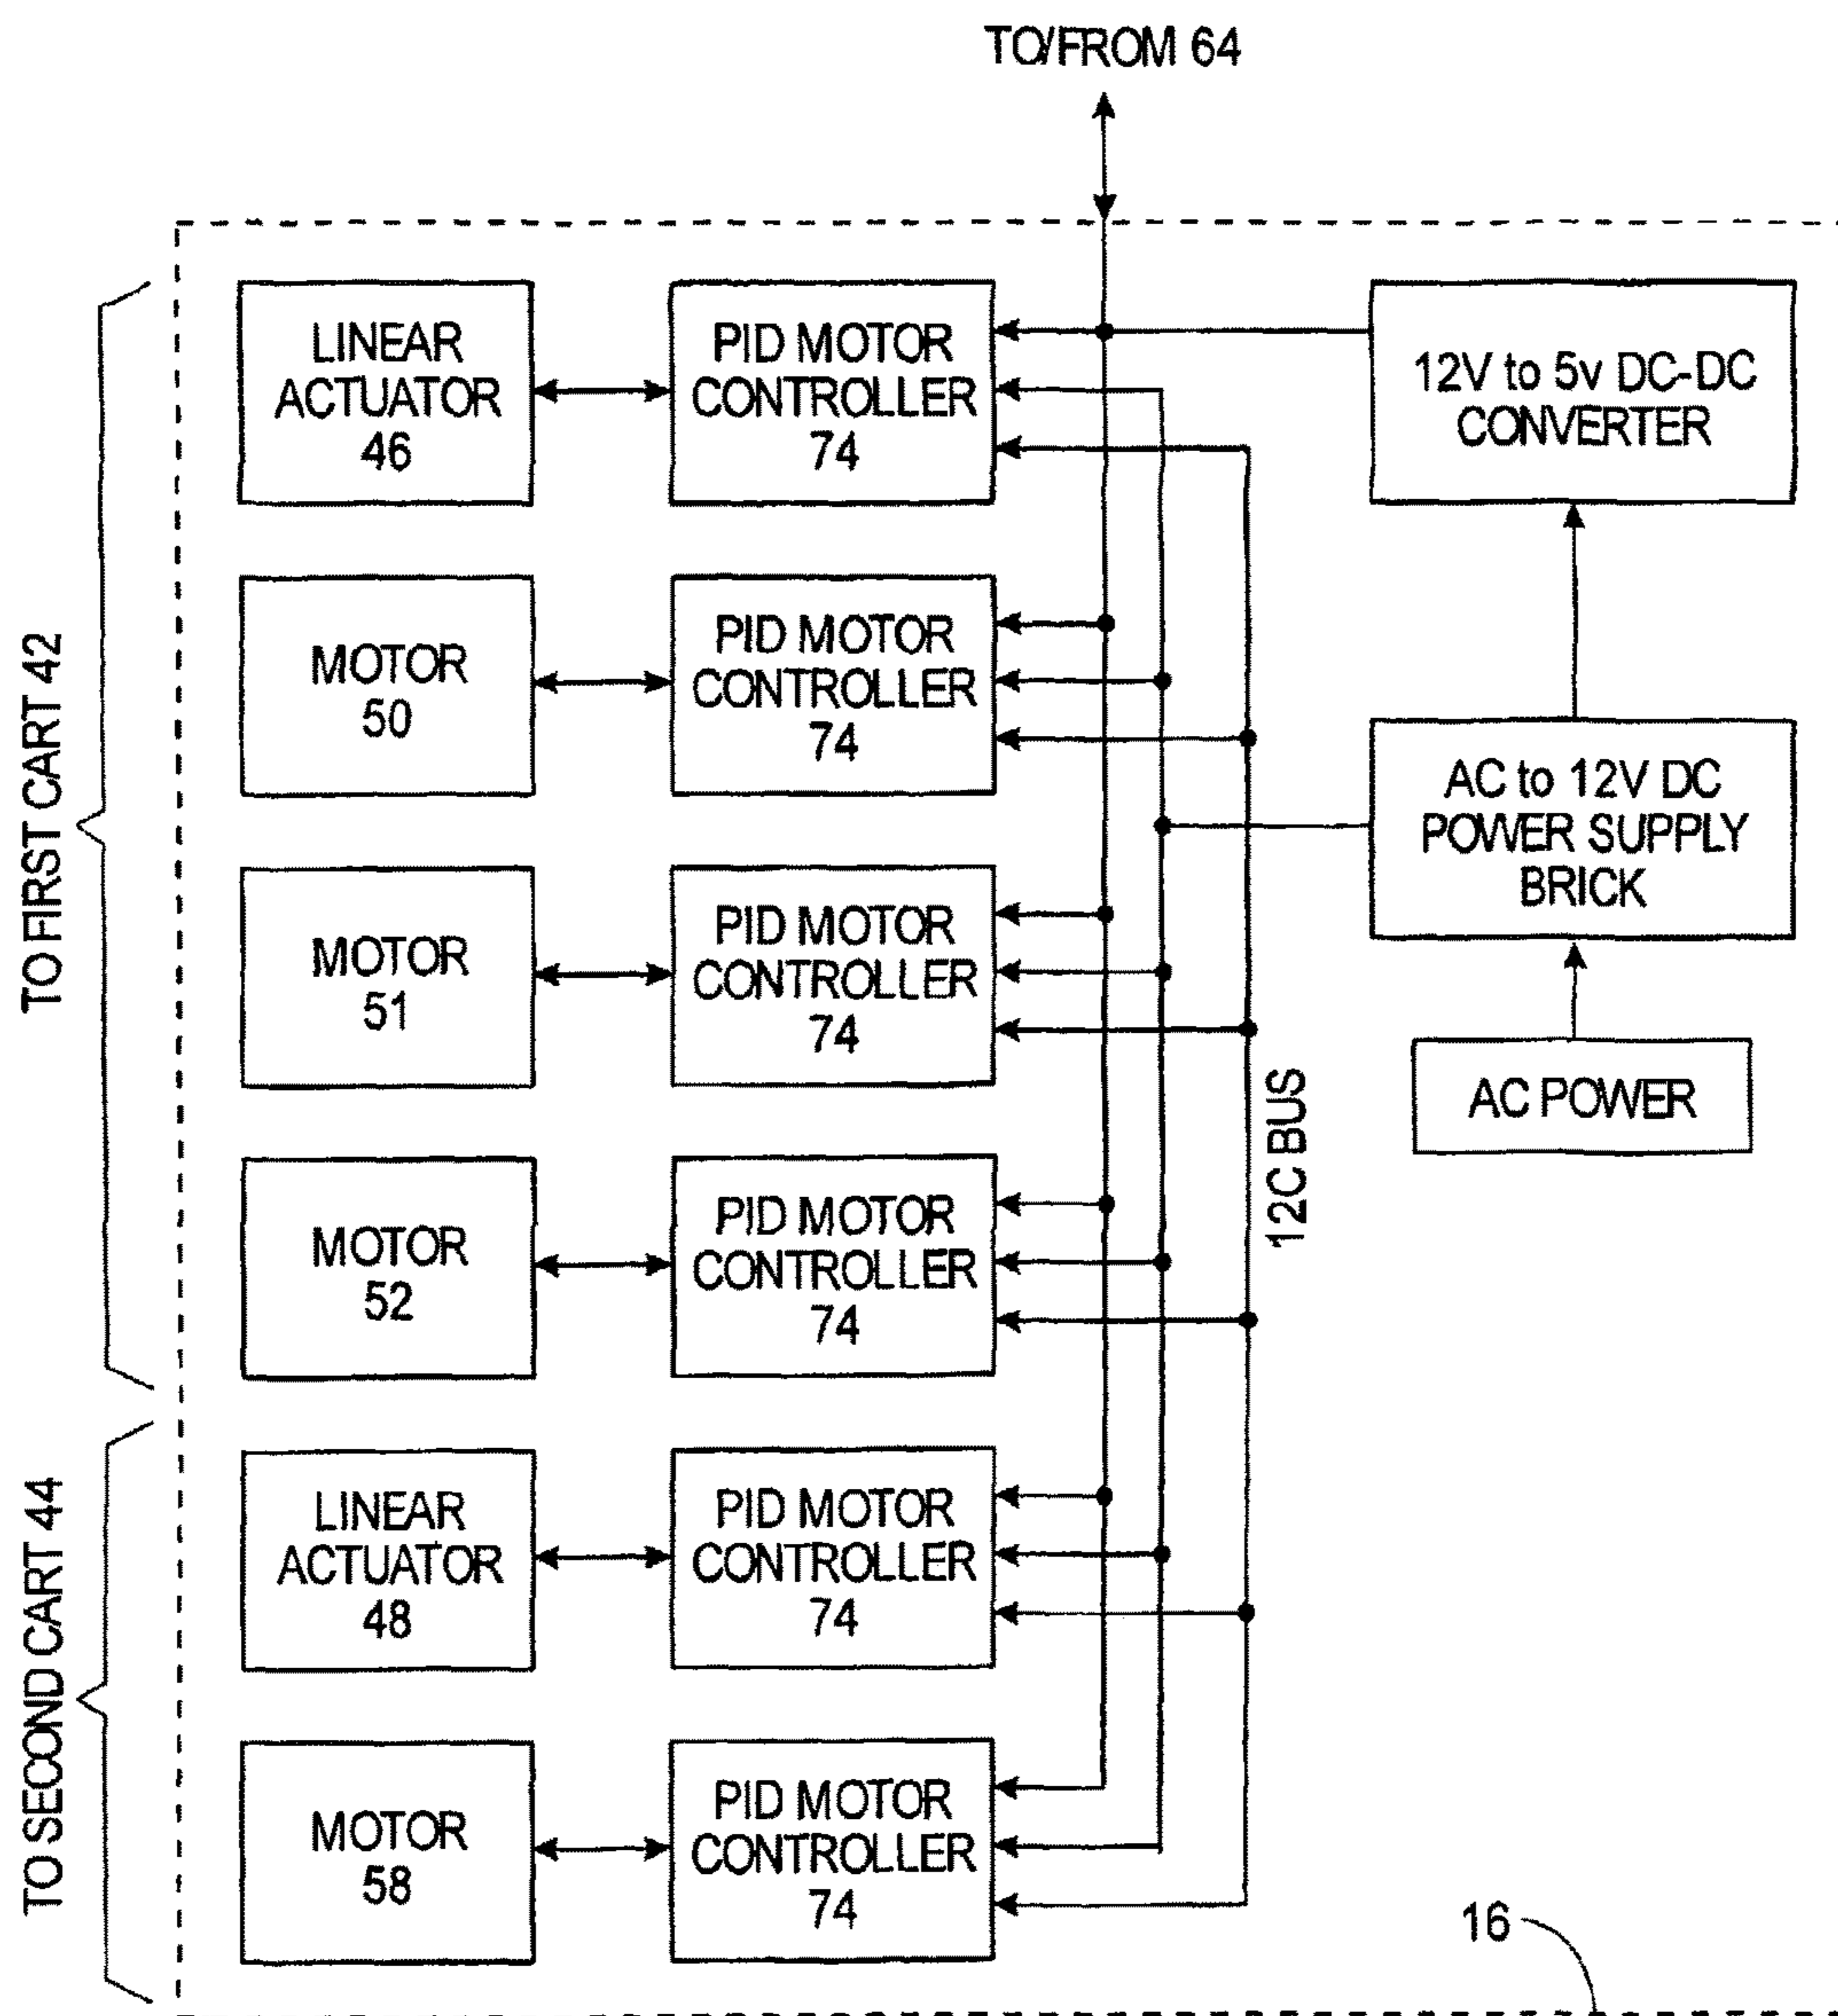 TO/FROM 64
TO FIRST CART 42
LINEAR
ACTUATOR
46
PID MOTOR
CONTROLLER
74
12V to 5v DC-DC
CONVERTER
MOTOR
50
PID MOTOR
CONTROLLER
74
AC to 12V DC
POWER SUPPLY
BRICK
MOTOR
51
PID MOTOR
CONTROLLER
74
AC POWER
12C BUS
MOTOR
52
PID MOTOR
CONTROLLER
74
TO SECOND CART 44
LINEAR
ACTUATOR
48
PID MOTOR
CONTROLLER
74
MOTOR
58
PID MOTOR
CONTROLLER
74
16